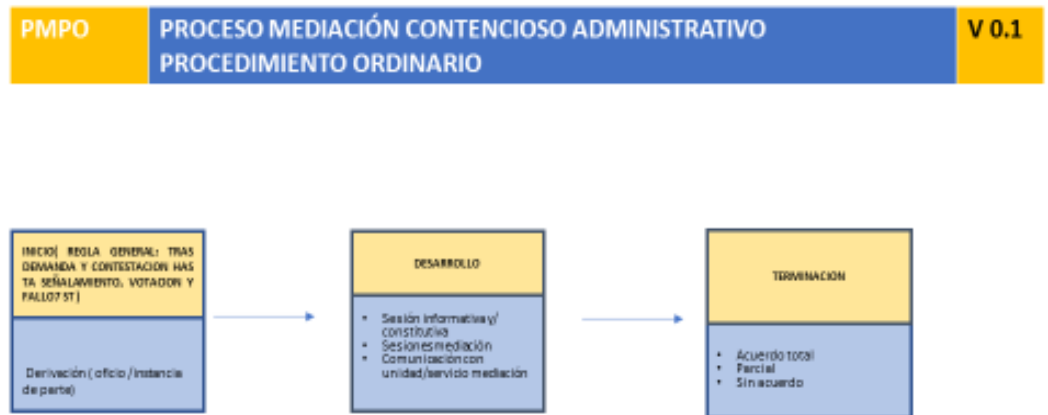 PMPO
PROCESO MEDIACIÓN CONTENCIOSO ADMINISTRATIVO
PROCEDIMIENTO ORDINARIO
V 0.1
INICIO( REGLA GENERAL: TRAS
DEMANDA Y CONTESTACION HAS
TA SEÑALAMIENTO, VOTACION Y
FALLO? ST)
Derivación ( oficio /instancia
de parte)
DESARROLLO
• Sesión informativa y/
constitutiva
• Sesiones mediación
• Comunicación con
unidad/servicio mediación
TERMINACION
• Acuerdo total
• Parcial
• Sin acuerdo